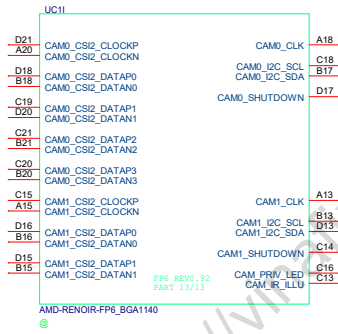 UC1I
D21 CAM0_CSI2_CLOCKP CAM0_CLK A18
A20 CAM0_CSI2_CLOCKN
CAM0_I2C_SCL C18
D18 CAM0_CSI2_DATAP0 CAM0_I2C_SDA B17
B18 CAM0_CSI2_DATAN0
CAM0_SHUTDOWN D17
C19 CAM0_CSI2_DATAP1
D20 CAM0_CSI2_DATAN1
C21 CAM0_CSI2_DATAP2
B21 CAM0_CSI2_DATAN2
C20 CAM0_CSI2_DATAP3
B20 CAM0_CSI2_DATAN3
C15 CAM1_CSI2_CLOCKP CAM1_CLK A13
A15 CAM1_CSI2_CLOCKN
CAM1_I2C_SCL B13
D16 CAM1_CSI2_DATAP0 CAM1_I2C_SDA D13
B16 CAM1_CSI2_DATAN0
CAM1_SHUTDOWN C14
D15 CAM1_CSI2_DATAP1
B15 CAM1_CSI2_DATAN1 CAM_PRIV_LED C16
CAM_IR_ILLU C13
FP6 REV0.92
PART 13/13
AMD-RENOIR-FP6_BGA1140
@